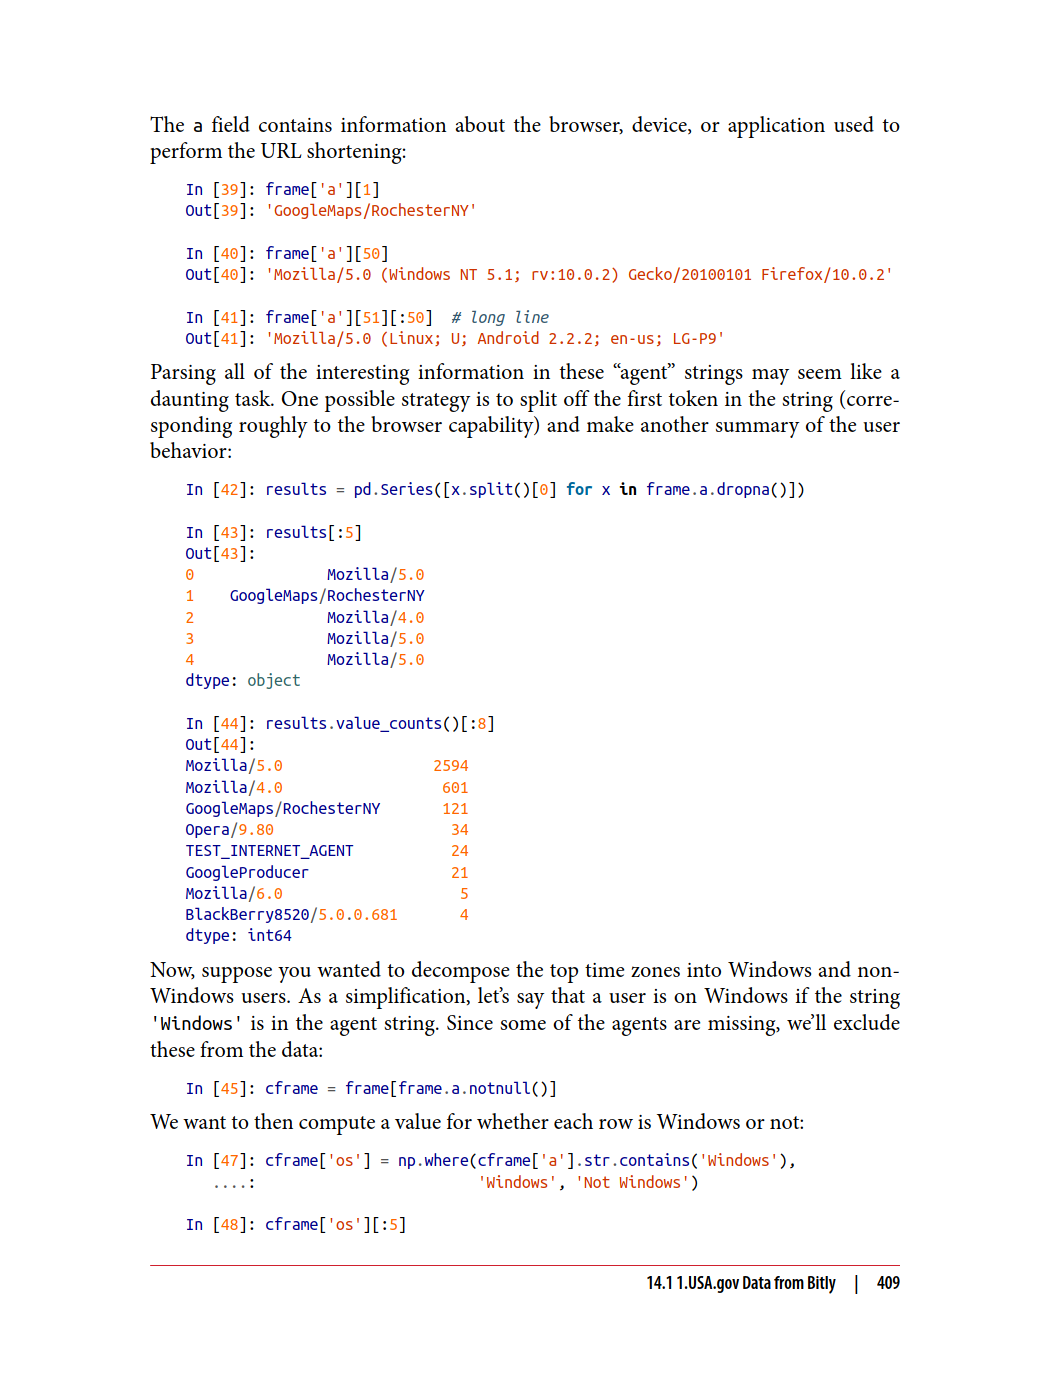 The a field contains information about the browser, device, or application used to
perform the URL shortening:
In [39]: frame['a'][1]
Out[39]: 'GoogleMaps/RochesterNY'
In [40]: frame['a'][50]
Out[40]: 'Mozilla/5.0 (Windows NT 5.1; rv:10.0.2) Gecko/20100101 Firefox/10.0.2'
In [41]: frame['a'][51][:50]  # long line
Out[41]: 'Mozilla/5.0 (Linux; U; Android 2.2.2; en-us; LG-P9'
Parsing all of the interesting information in these “agent” strings may seem like a
daunting task. One possible strategy is to split off the first token in the string (corre-
sponding roughly to the browser capability) and make another summary of the user
behavior:
In [42]: results = pd.Series([x.split()[0] for x in frame.a.dropna()])
In [43]: results[:5]
Out[43]:
0               Mozilla/5.0
1    GoogleMaps/RochesterNY
2               Mozilla/4.0
3               Mozilla/5.0
4               Mozilla/5.0
dtype: object
In [44]: results.value_counts()[:8]
Out[44]:
Mozilla/5.0                 2594
Mozilla/4.0                  601
GoogleMaps/RochesterNY       121
Opera/9.80                    34
TEST_INTERNET_AGENT           24
GoogleProducer                21
Mozilla/6.0                    5
BlackBerry8520/5.0.0.681       4
dtype: int64
Now, suppose you wanted to decompose the top time zones into Windows and non-
Windows users. As a simplification, let’s say that a user is on Windows if the string
'Windows' is in the agent string. Since some of the agents are missing, we’ll exclude
these from the data:
In [45]: cframe = frame[frame.a.notnull()]
We want to then compute a value for whether each row is Windows or not:
In [47]: cframe['os'] = np.where(cframe['a'].str.contains('Windows'),
   ....:                         'Windows', 'Not Windows')
In [48]: cframe['os'][:5]
14.1 1.USA.gov Data from Bitly | 409